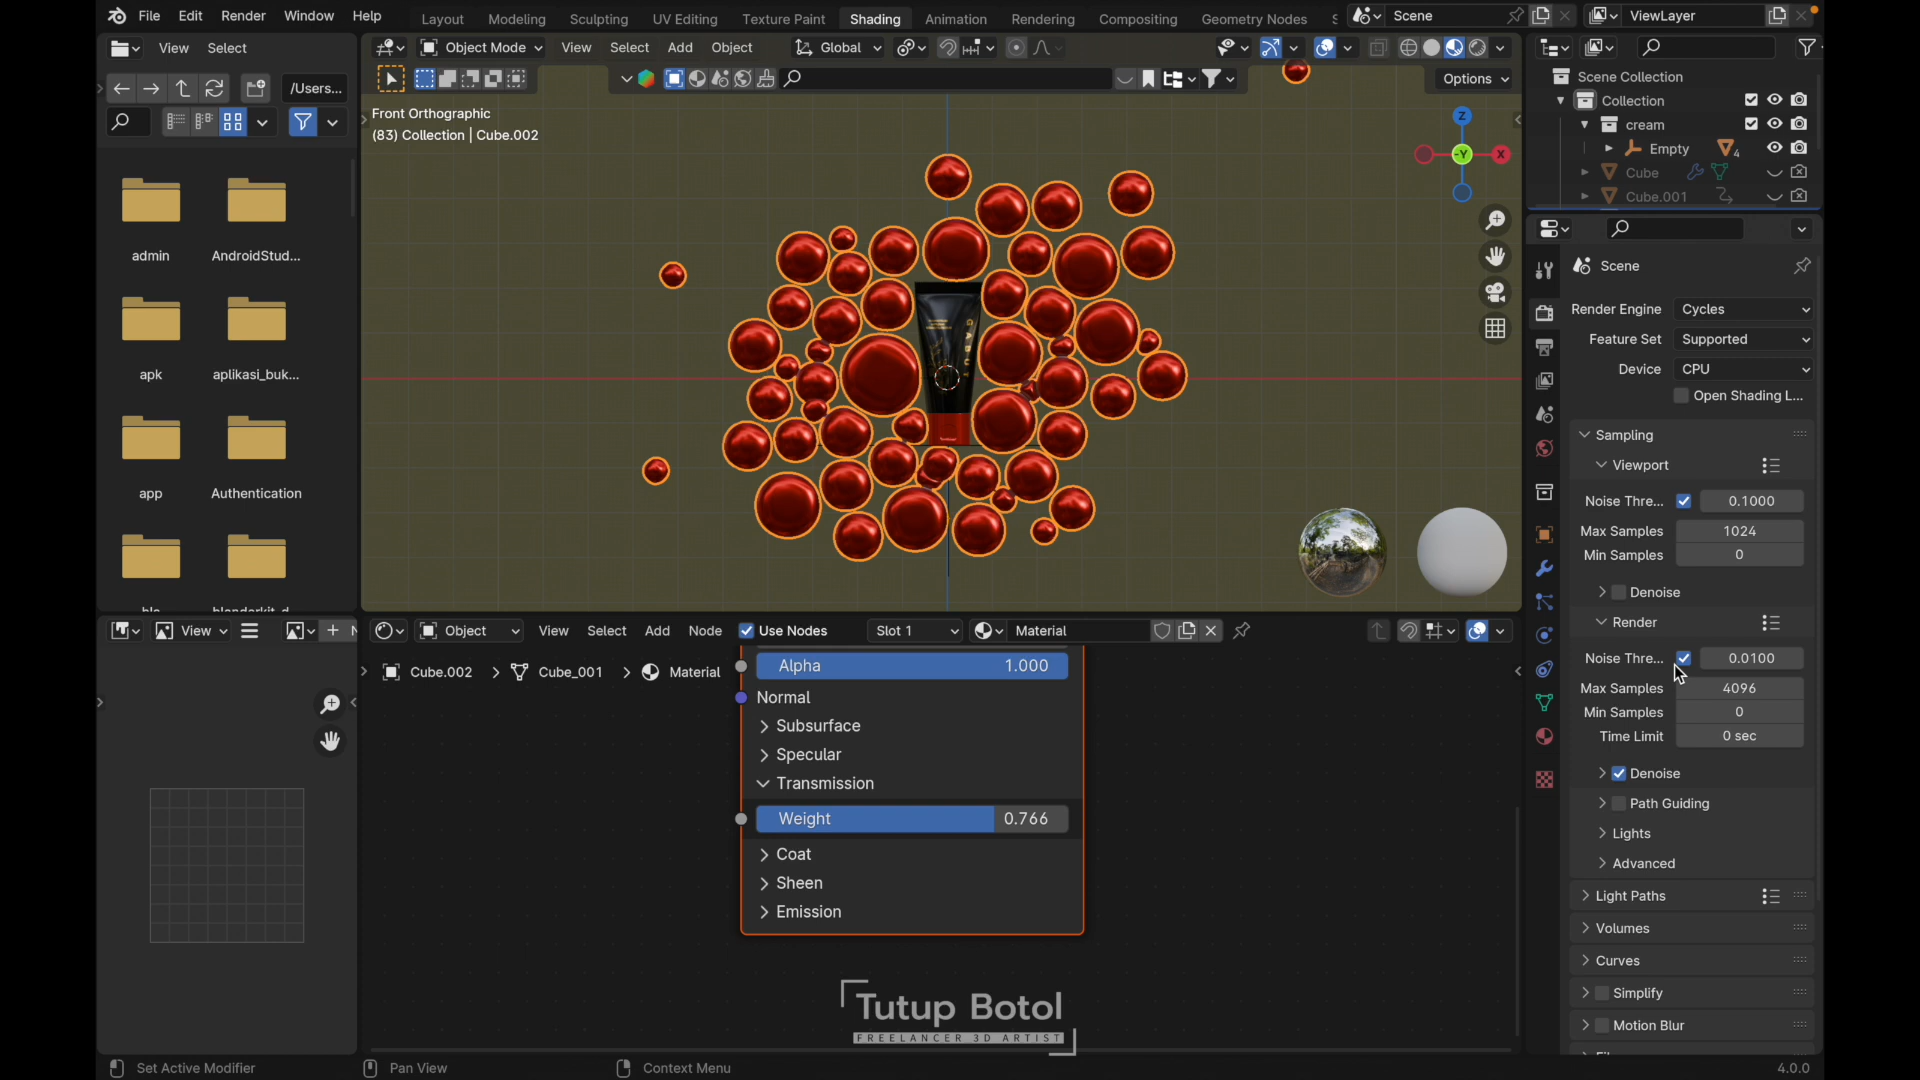 File Edit Render Window Help Layout Modeling Sculpting UV Editing Texture Paint Shading Animation Rendering Compositing Geometry Nodes Scene ViewLayer
View Select
Object Mode View Select Add Object Global
/Users...
Options
Front Orthographic
(83) Collection | Cube.002
Z
-Y
X
admin
AndroidStud...
apk
aplikasi_buk...
app
Authentication
Scene Collection
Collection
cream
Empty
4
Cube
Cube.001
Scene
Render Engine Cycles
Feature Set Supported
Device CPU
Open Shading L...
Sampling
Viewport
Noise Thre... 0.1000
Max Samples 1024
Min Samples 0
Denoise
Render
Noise Thre... 0.0100
Max Samples 4096
Min Samples 0
Time Limit 0 sec
Denoise
Path Guiding
Lights
Advanced
Light Paths
Volumes
Curves
Simplify
Motion Blur
View
Object View Select Add Node Use Nodes Slot 1 Material
Cube.002 Cube_001 Material
Alpha 1.000
Normal
Subsurface
Specular
Transmission
Weight 0.766
Coat
Sheen
Emission
Tutup Botol
FREELANCER 3D ARTIST
Set Active Modifier
Pan View
Context Menu
4.0.0